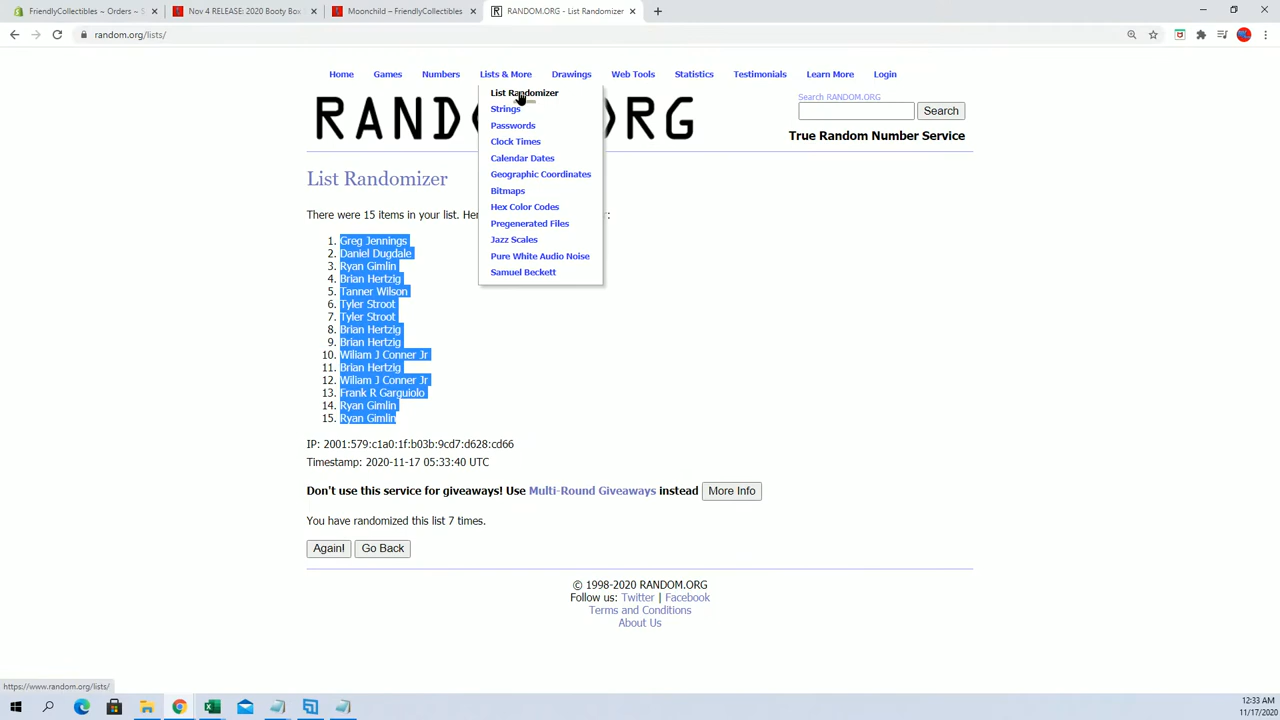 FriendlyCollectibles ~ Orders ~ S
Nov 4 RELEASE: 2020 Booty Box
Moonchild – FriendlyCollectibles
RANDOM.ORG - List Randomizer
random.org/lists/
Home Games Numbers Lists & More Drawings Web Tools Statistics Testimonials Learn More Login
List Randomizer
Strings
Passwords
Clock Times
Calendar Dates
Geographic Coordinates
Bitmaps
Hex Color Codes
Pregenerated Files
Jazz Scales
Pure White Audio Noise
Samuel Beckett
RAND RG
Search RANDOM.ORG
Search
True Random Number Service
List Randomizer
There were 15 items in your list. Her :
1. Greg Jennings
2. Daniel Dugdale
3. Ryan Gimlin
4. Brian Hertzig
5. Tanner Wilson
6. Tyler Stroot
7. Tyler Stroot
8. Brian Hertzig
9. Brian Hertzig
10. Wiliam J Conner Jr
11. Brian Hertzig
12. Wiliam J Conner Jr
13. Frank R Garguiolo
14. Ryan Gimlin
15. Ryan Gimlin
IP: 2001:579:c1a0:1f:b03b:9cd7:d628:cd66
Timestamp: 2020-11-17 05:33:40 UTC
Don't use this service for giveaways! Use Multi-Round Giveaways instead More Info
You have randomized this list 7 times.
Again! Go Back
© 1998-2020 RANDOM.ORG
Follow us: Twitter | Facebook
Terms and Conditions
About Us
https://www.random.org/lists/
12:33 AM
11/17/2020